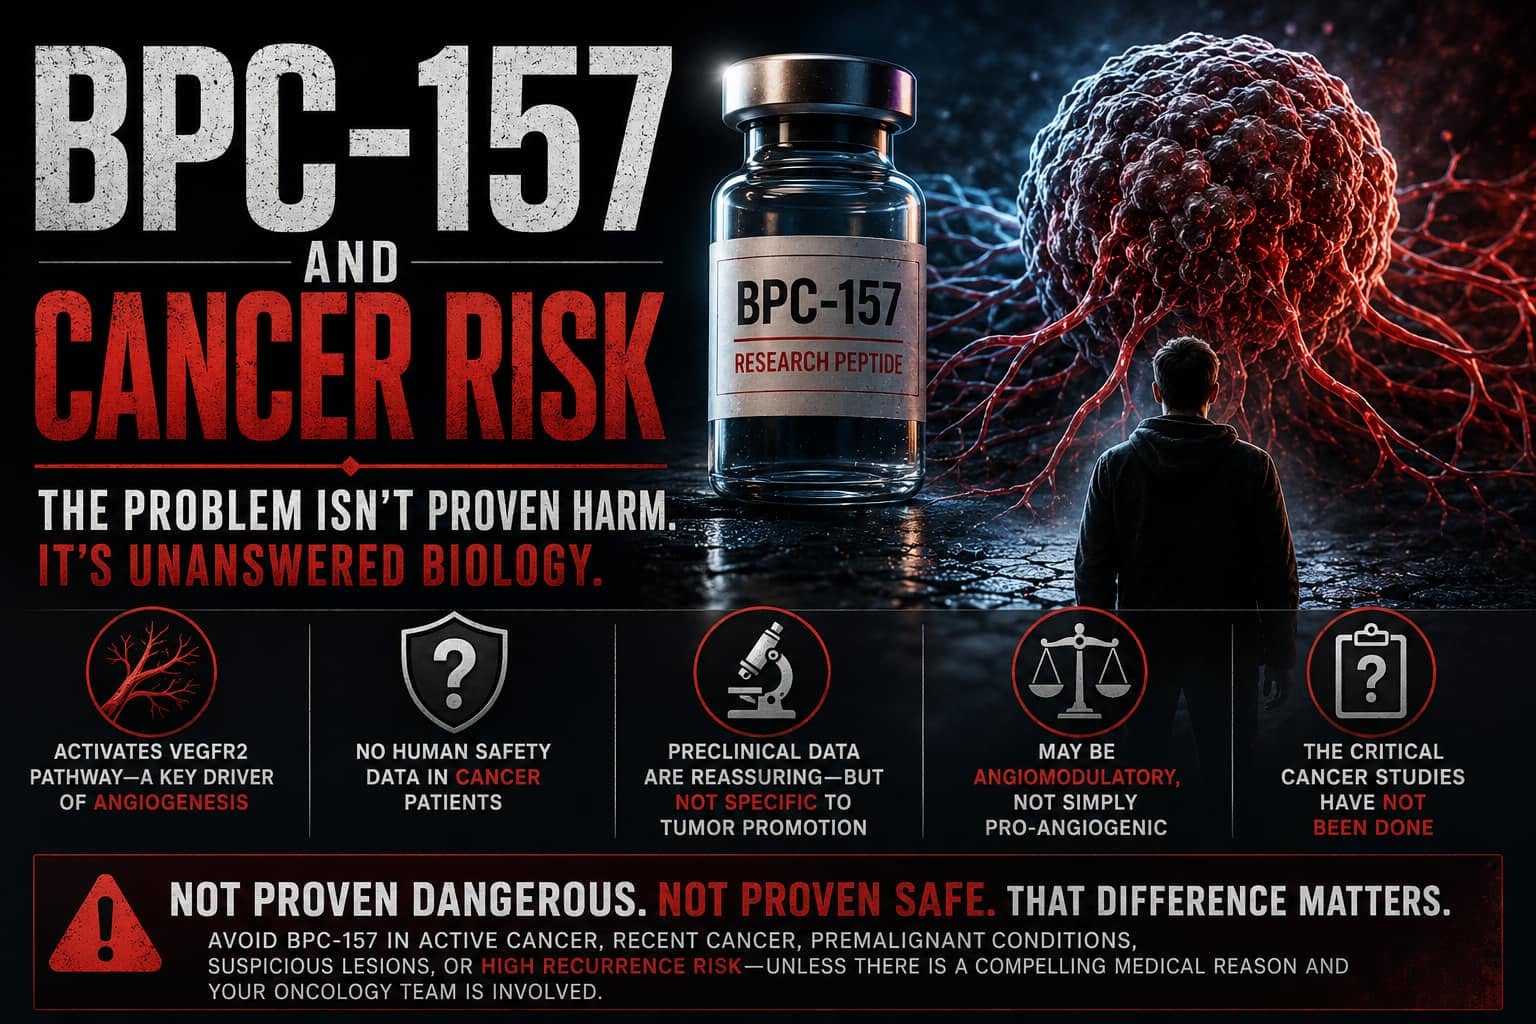 BPC-157
AND
CANCER RISK
THE PROBLEM ISN'T PROVEN HARM.
IT'S UNANSWERED BIOLOGY.
BPC-157
RESEARCH PEPTIDE
ACTIVATES VEGFR2
PATHWAY—A KEY DRIVER
OF ANGIOGENESIS
NO HUMAN SAFETY
DATA IN CANCER
PATIENTS
PRECLINICAL DATA
ARE REASSURING—BUT
NOT SPECIFIC TO
TUMOR PROMOTION
MAY BE
ANGIOMODULATORY,
NOT SIMPLY
PRO-ANGIOGENIC
THE CRITICAL
CANCER STUDIES
HAVE NOT
BEEN DONE
NOT PROVEN DANGEROUS. NOT PROVEN SAFE. THAT DIFFERENCE MATTERS.
AVOID BPC-157 IN ACTIVE CANCER, RECENT CANCER, PREMALIGNANT CONDITIONS,
SUSPICIOUS LESIONS, OR HIGH RECURRENCE RISK—UNLESS THERE IS A COMPELLING MEDICAL REASON AND
YOUR ONCOLOGY TEAM IS INVOLVED.